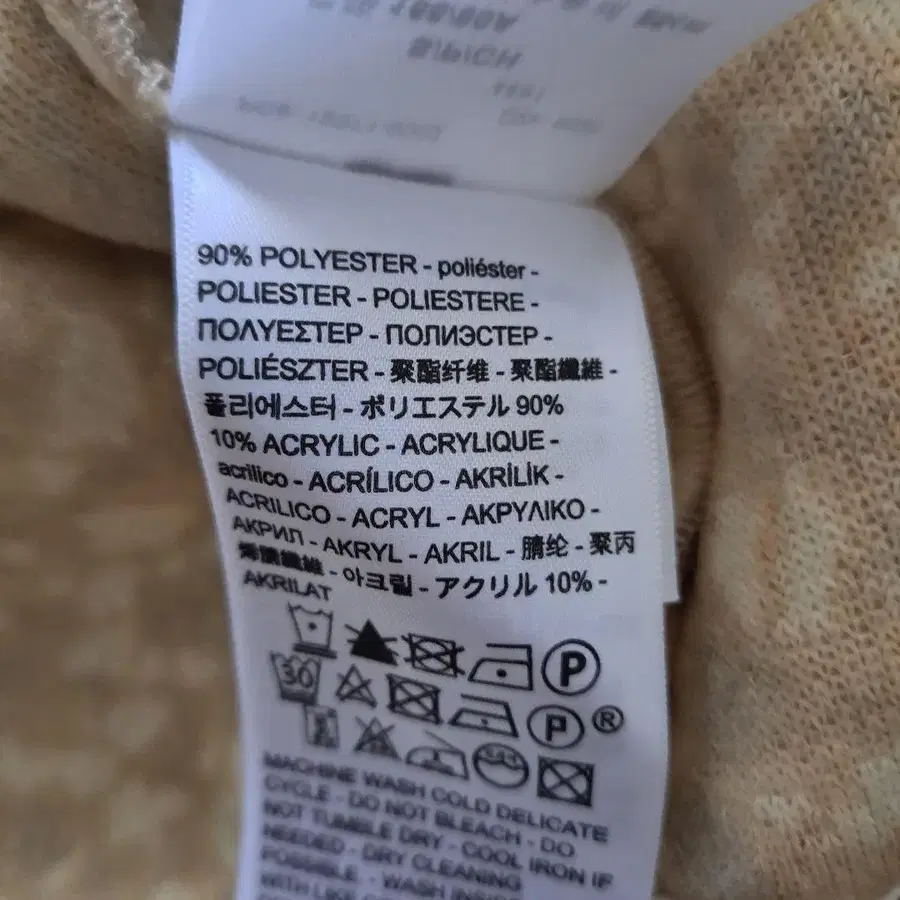 90% POLYESTER - poliéster -
POLIESTER - POLIESTERE -
ΠΟΛΥΕΣΤΕΡ - ПОЛИЭСТЕР -
POLIÉSZTER - 聚酯纤维 - 聚酯纖維 -
폴리에스터 - ポリエステル 90%
10% ACRYLIC - ACRYLIQUE -
acrílico - ACRÍLICO - AKRİLİK -
ACRILICO - ACRYL - ΑΚΡΥΛΙΚΟ -
АКРИЛ - AKRYL - AKRIL - 腈纶 - 聚丙
烯腈纖維 - 아크릴 - アクリル 10% -
AKRILAT
P
30
P ®
MACHINE WASH COLD DELICATE
CYCLE - DO NOT BLEACH - DO
NOT TUMBLE DRY - COOL IRON IF
NEEDED - DRY CLEANING
POSSIBLE - WASH INSIDE
WITH LIKE